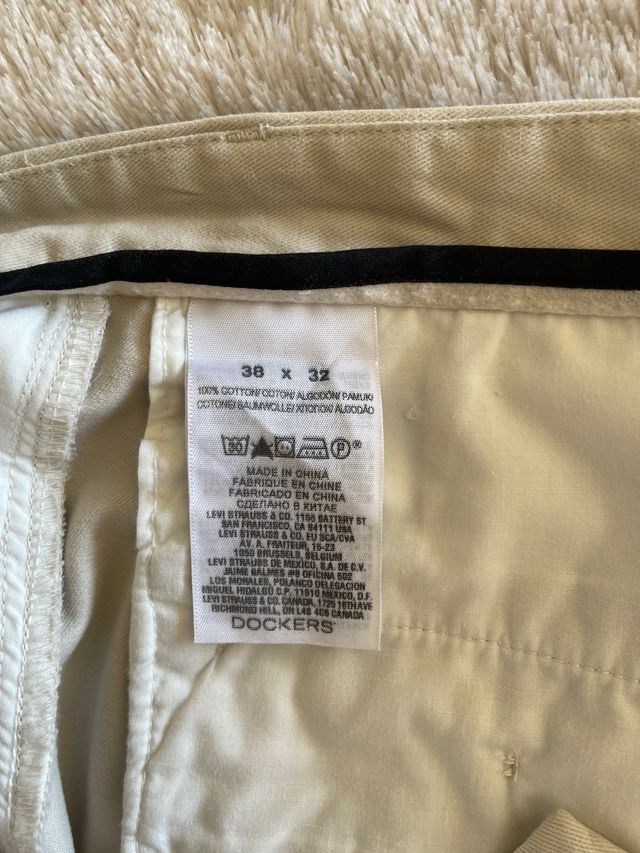 38 x 32
100% COTTON/COTON/ALGODÓN/PAMUK/
COTONE/BAUMWOLLE/ХЛОПОК/ALGODÃO
MADE IN CHINA
FABRIQUE EN CHINE
FABRICADO EN CHINA
СДЕЛАНО В КИТАЕ
LEVI STRAUSS & CO. 1155 BATTERY ST
SAN FRANCISCO, CA 94111 USA
LEVI STRAUSS & CO. EU SCA/CVA
AV. A. FRAITEUR, 15-23
1050 BRUSSELS, BELGIUM
LEVI STRAUSS DE MEXICO, S.A. DE C.V.
JAIME BALMES #8 OFICINA 602
LOS MORALES, POLANCO DELEGACION
MIGUEL HIDALGO C.P. 11510 MEXICO, D.F.
LEVI STRAUSS & CO. CANADA, 1725 16TH AVE
RICHMOND HILL, ON L4B 4C6 CANADA
DOCKERS